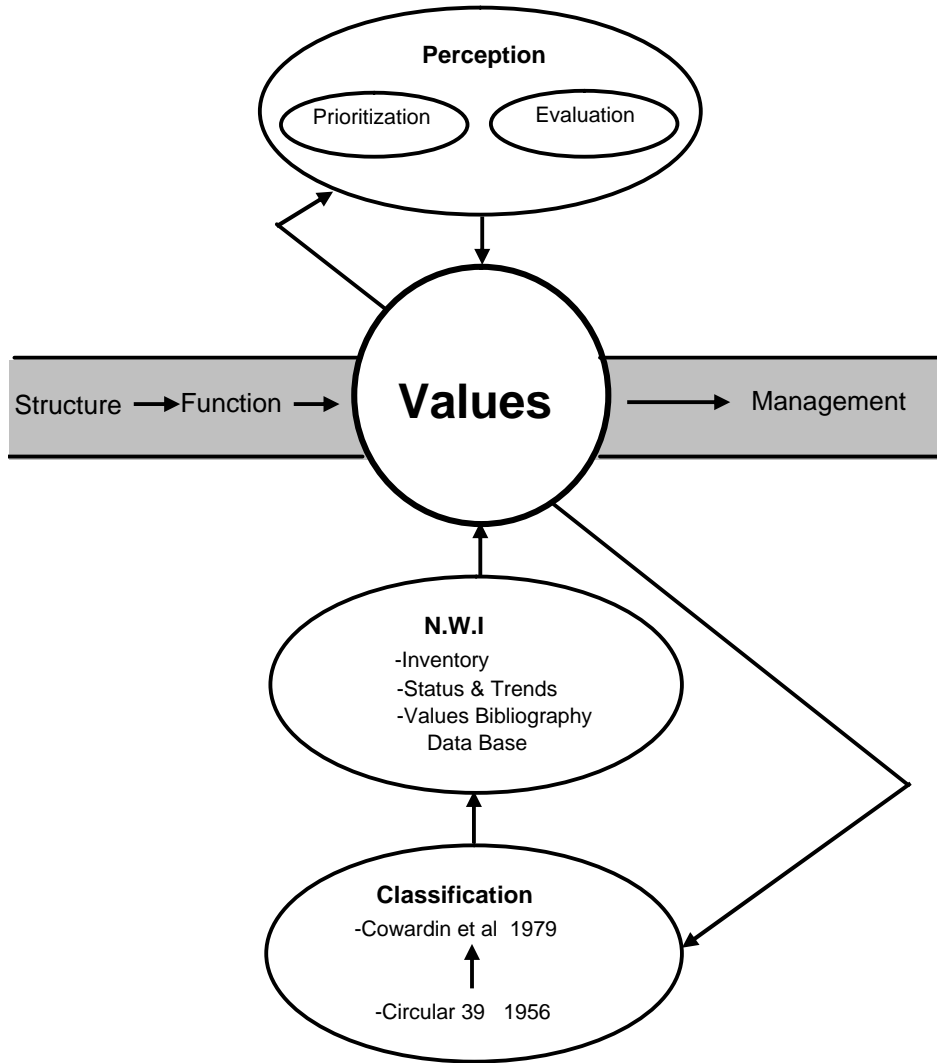 Perception
Prioritization Evaluation
Structure Function Values Management
N.W.I
-Inventory
-Status & Trends
-Values Bibliography
Data Base
Classification
-Cowardin et al 1979
-Circular 39 1956